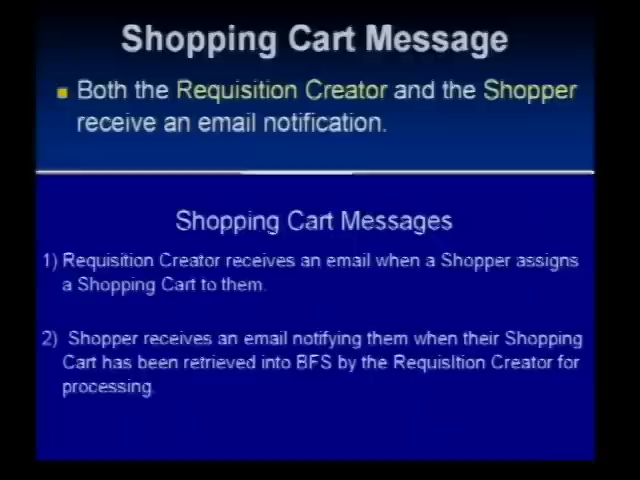 Shopping Cart Message
Both the Requisition Creator and the Shopper
receive an email notification.
Shopping Cart Messages
1) Requisition Creator receives an email when a Shopper assigns
a Shopping Cart to them.
2) Shopper receives an email notifying them when their Shopping
Cart has been retrieved into BFS by the RequisItion Creator for
processing.